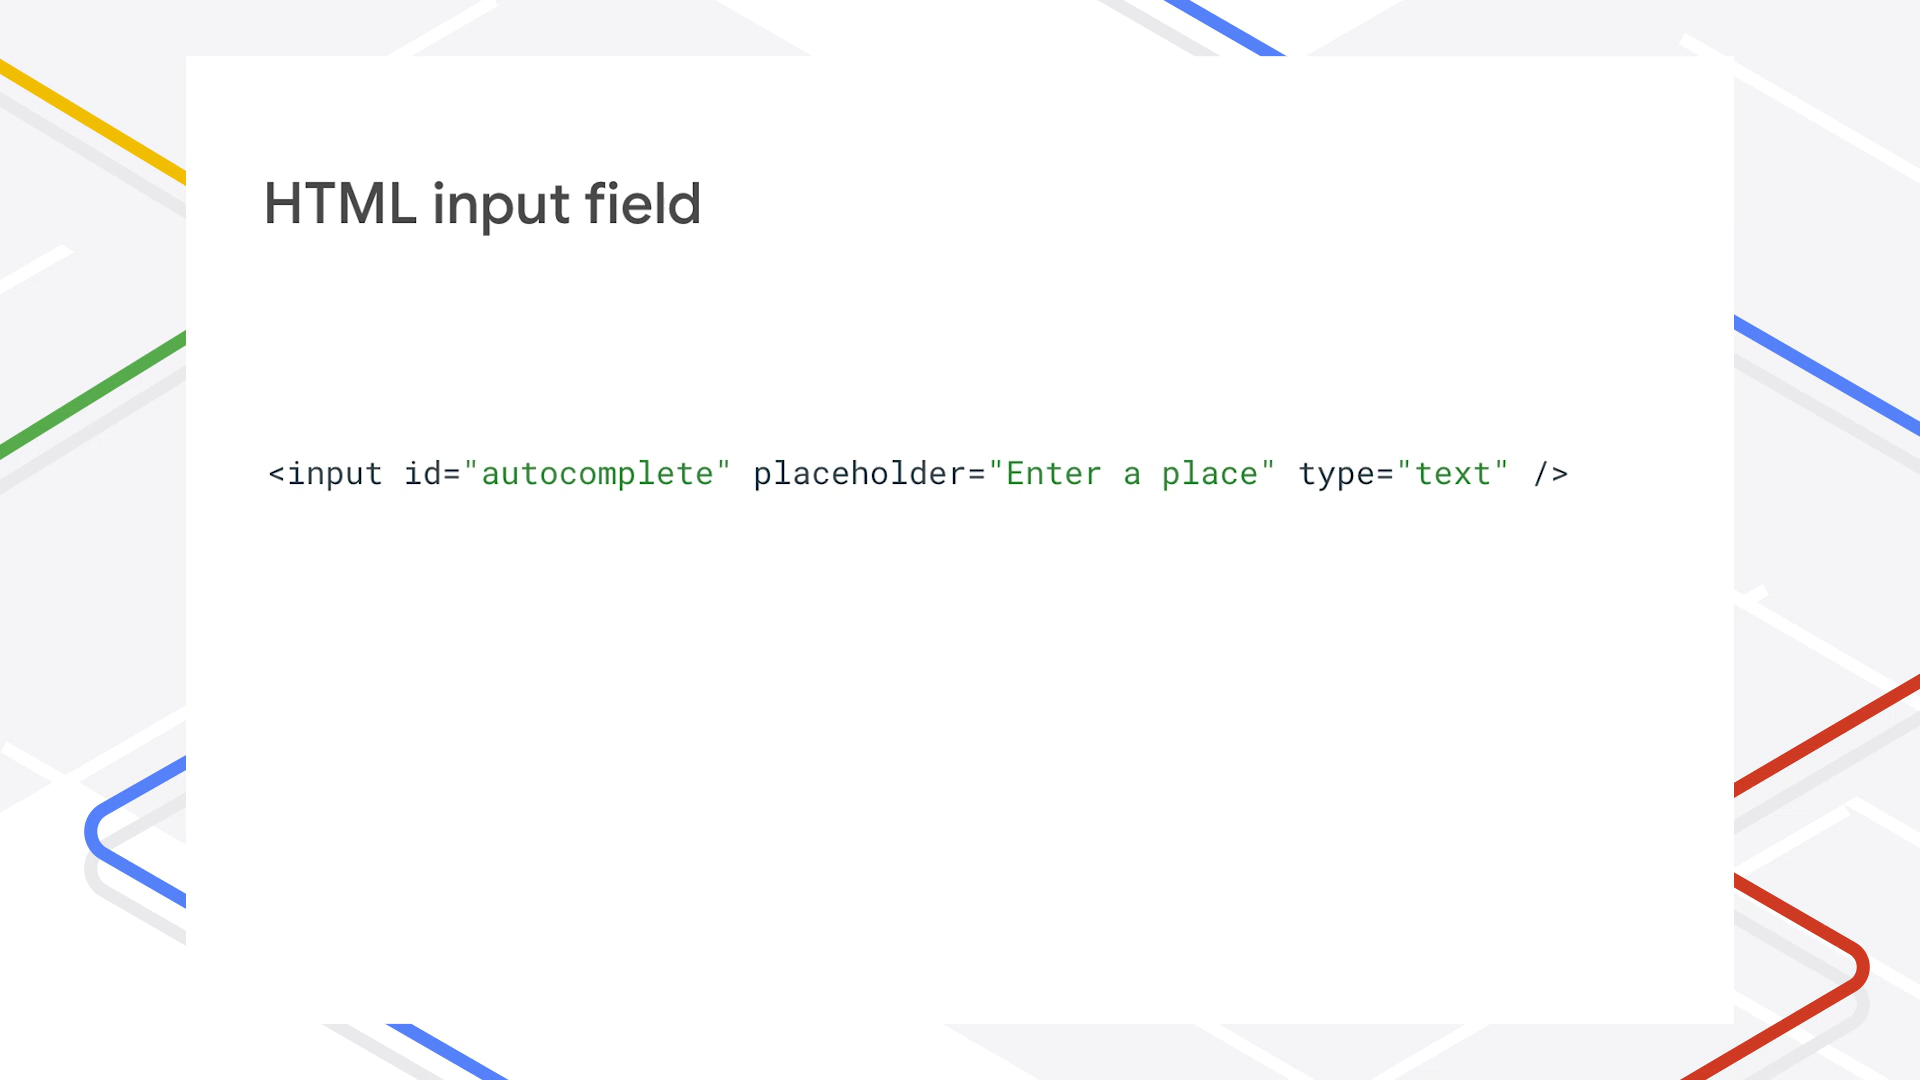 HTML input field
<input id="autocomplete" placeholder="Enter a place" type="text" />